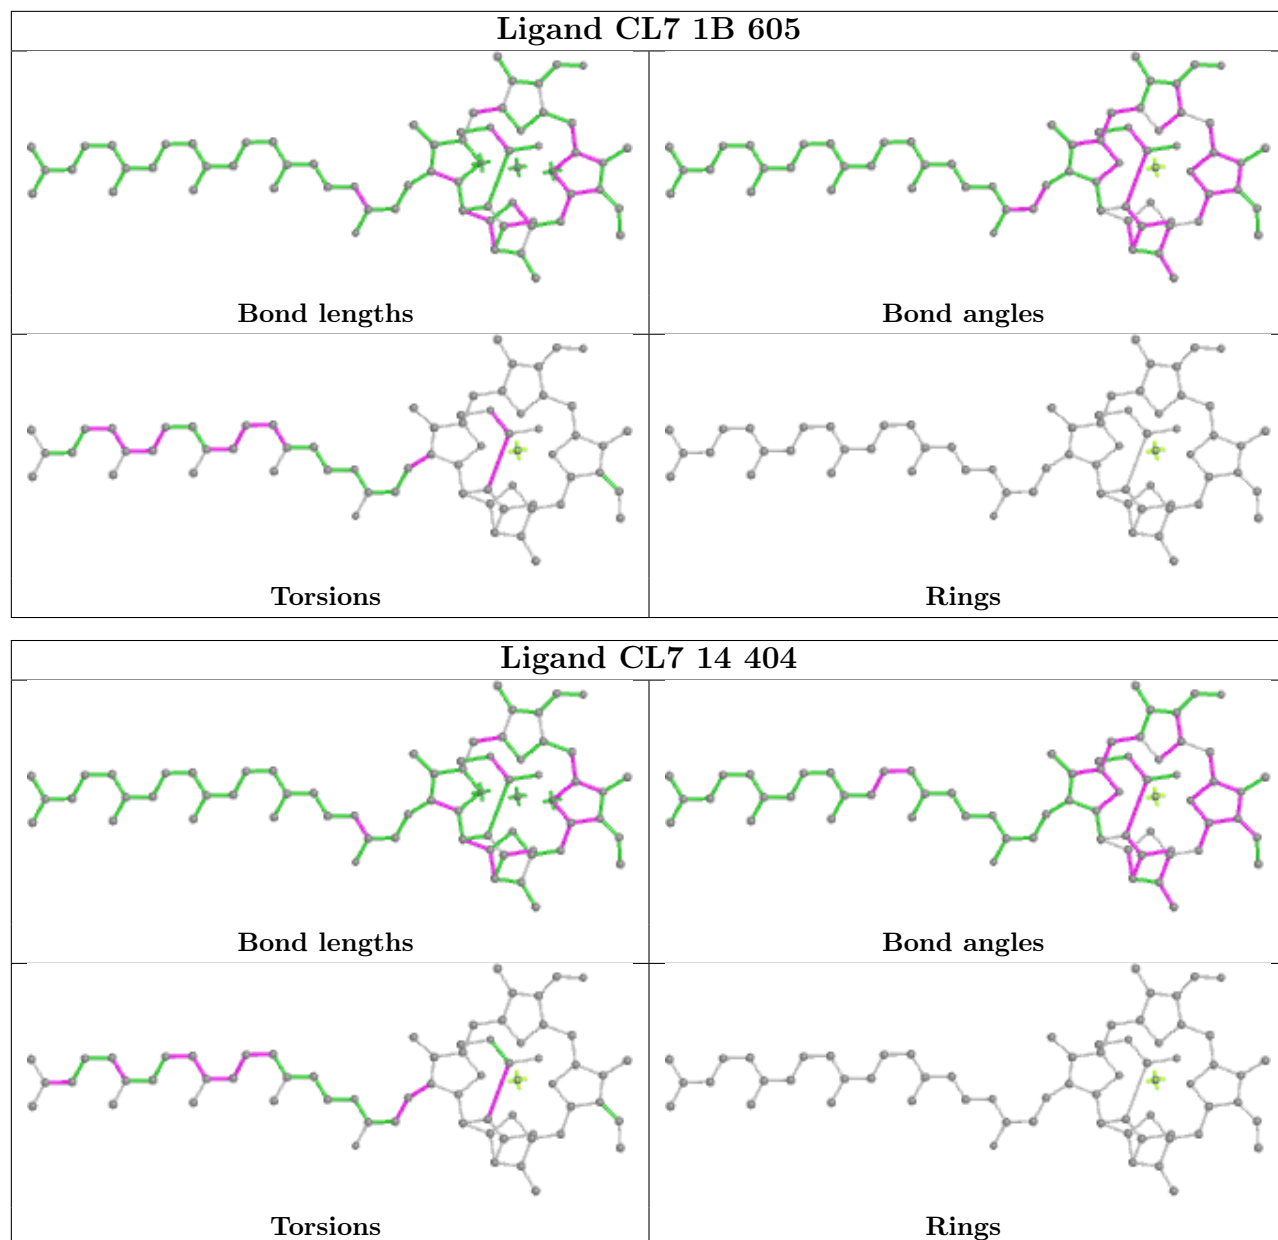 Ligand CL7 1B 605
Bond lengths
Bond angles
Torsions
Rings
Ligand CL7 14 404
Bond lengths
Bond angles
Torsions
Rings